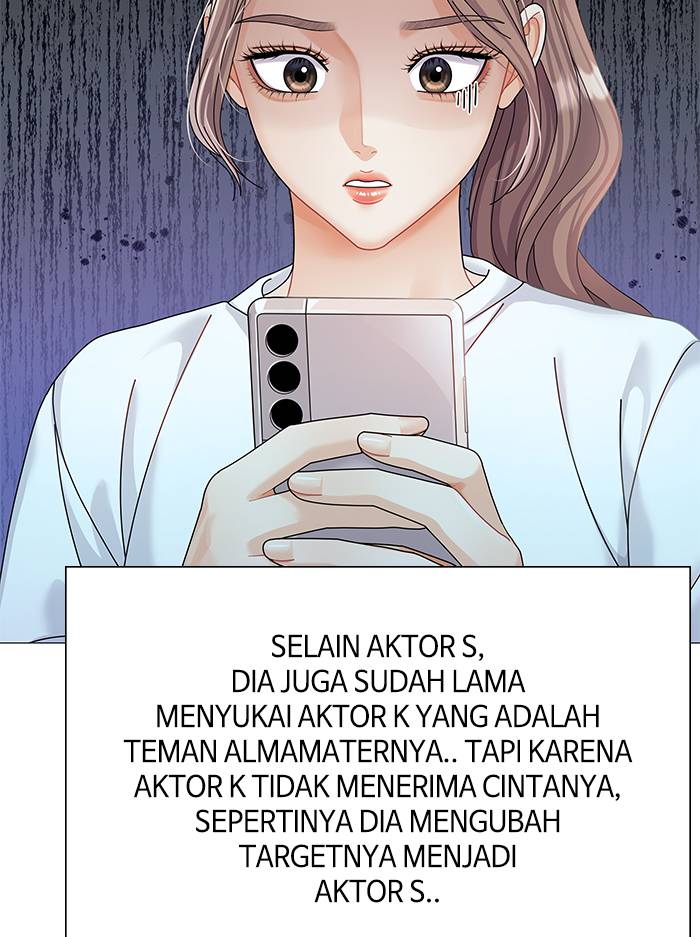 SELAIN AKTOR S,
DIA JUGA SUDAH LAMA
MENYUKAI AKTOR K YANG ADALAH
TEMAN ALMAMATERNYA.. TAPI KARENA
AKTOR K TIDAK MENERIMA CINTANYA,
SEPERTINYA DIA MENGUBAH
TARGETNYA MENJADI
AKTOR S..